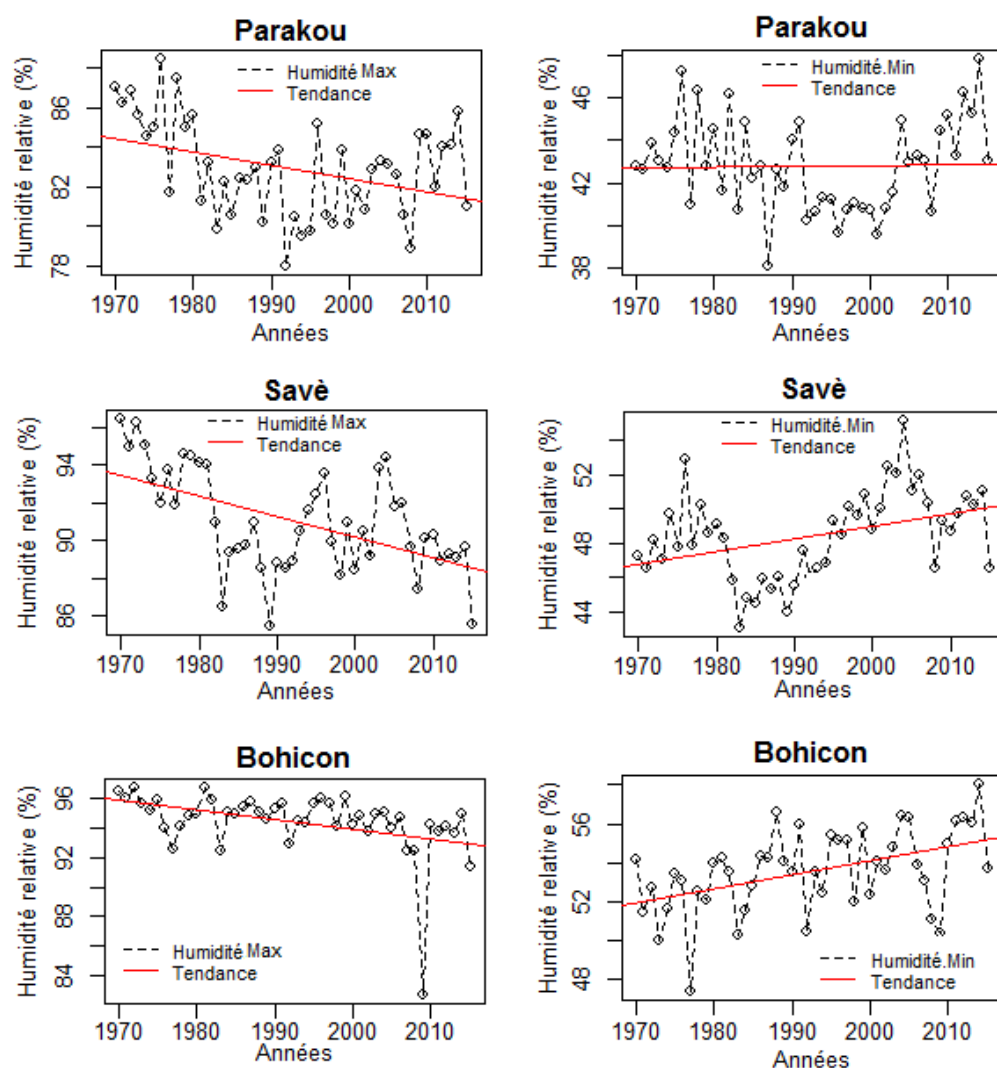 Parakou
Humidité relative (%)
86
82
78
Humidité Max
Tendance
1970 1980 1990 2000 2010
Années
Parakou
Humidité relative (%)
46
42
38
Humidité.Min
Tendance
1970 1980 1990 2000 2010
Années
Savè
Humidité relative (%)
94
90
86
Humidité Max
Tendance
1970 1980 1990 2000 2010
Années
Savè
Humidité relative (%)
52
48
44
Humidité.Min
Tendance
1970 1980 1990 2000 2010
Années
Bohicon
Humidité relative (%)
96
92
88
84
Humidité Max
Tendance
1970 1980 1990 2000 2010
Années
Bohicon
Humidité relative (%)
56
52
48
Humidité.Min
Tendance
1970 1980 1990 2000 2010
Années